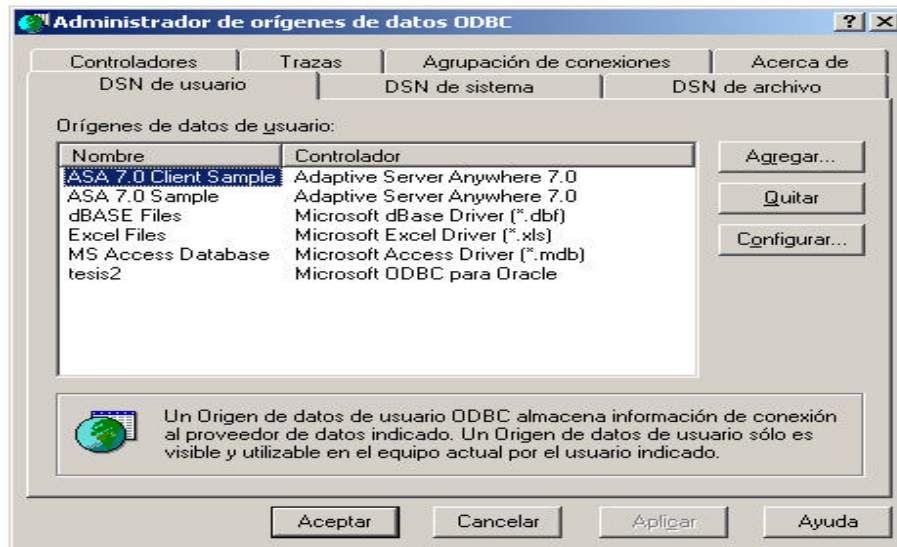 Administrador de orígenes de datos ODBC
Controladores Trazas Agrupación de conexiones Acerca de
DSN de usuario DSN de sistema DSN de archivo
Orígenes de datos de usuario:
Nombre Controlador
ASA 7.0 Client Sample Adaptive Server Anywhere 7.0
ASA 7.0 Sample Adaptive Server Anywhere 7.0
dBASE Files Microsoft dBase Driver (*.dbf)
Excel Files Microsoft Excel Driver (*.xls)
MS Access Database Microsoft Access Driver (*.mdb)
tesis2 Microsoft ODBC para Oracle
Agregar...
Quitar
Configurar...
Un Origen de datos de usuario ODBC almacena información de conexión
al proveedor de datos indicado. Un Origen de datos de usuario sólo es
visible y utilizable en el equipo actual por el usuario indicado.
Aceptar Cancelar Aplicar Ayuda